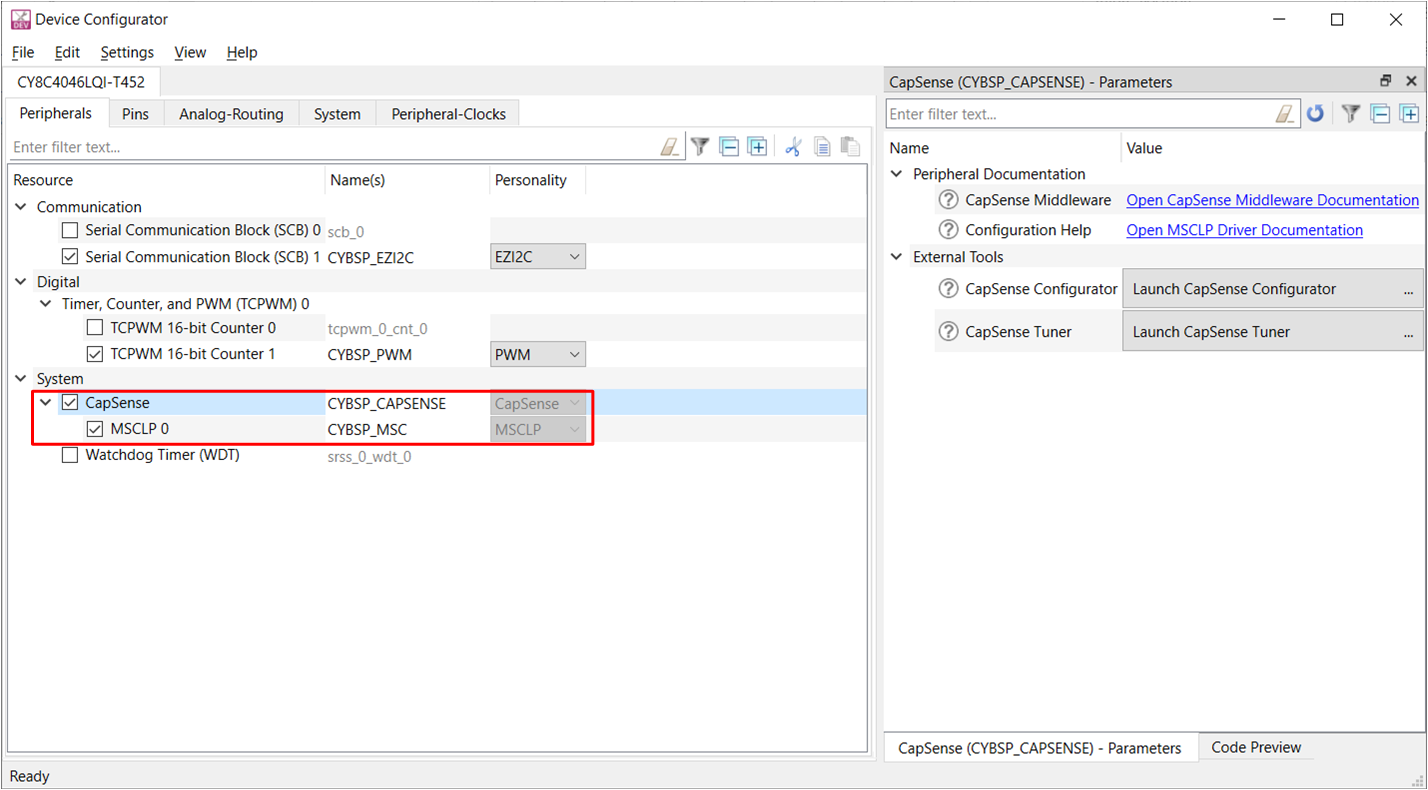 Device Configurator
File Edit Settings View Help
CY8C4046LQI-T452
Peripherals Pins Analog-Routing System Peripheral-Clocks
Enter filter text...
Resource Name(s) Personality
Communication
Serial Communication Block (SCB) 0 scb_0
Serial Communication Block (SCB) 1 CYBSP_EZI2C EZI2C
Digital
Timer, Counter, and PWM (TCPWM) 0
TCPWM 16-bit Counter 0 tcpwm_0_cnt_0
TCPWM 16-bit Counter 1 CYBSP_PWM PWM
System
CapSense CYBSP_CAPSENSE CapSense
MSCLP 0 CYBSP_MSC MSCLP
Watchdog Timer (WDT) srss_0_wdt_0
CapSense (CYBSP_CAPSENSE) - Parameters
Enter filter text...
Name Value
Peripheral Documentation
CapSense Middleware Open CapSense Middleware Documentation
Configuration Help Open MSCLP Driver Documentation
External Tools
CapSense Configurator Launch CapSense Configurator ...
CapSense Tuner Launch CapSense Tuner ...
CapSense (CYBSP_CAPSENSE) - Parameters Code Preview
Ready